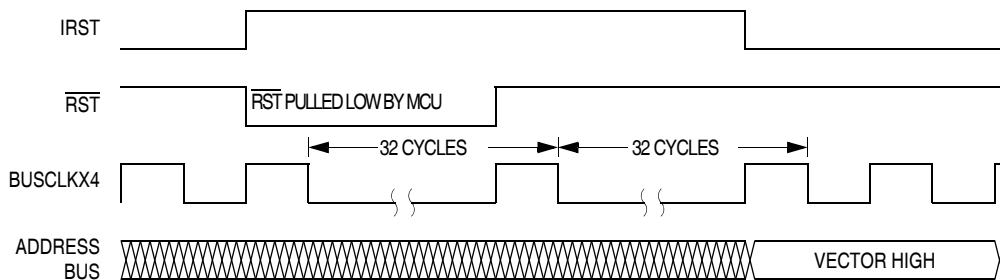 IRST
RST
RST PULLED LOW BY MCU
32 CYCLES
32 CYCLES
BUSCLKX4
ADDRESS
BUS
VECTOR HIGH